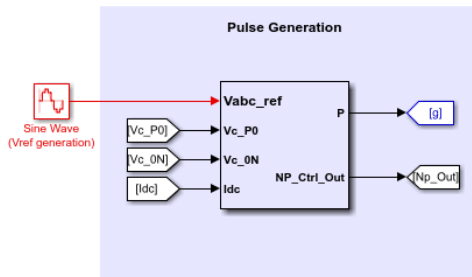 Pulse Generation
Sine Wave
(Vref generation)
[Vc_P0]
[Vc_0N]
[Idc]
Vabc_ref
Vc_P0
Vc_0N
Idc
P
NP_Ctrl_Out
[g]
[Np_Out]